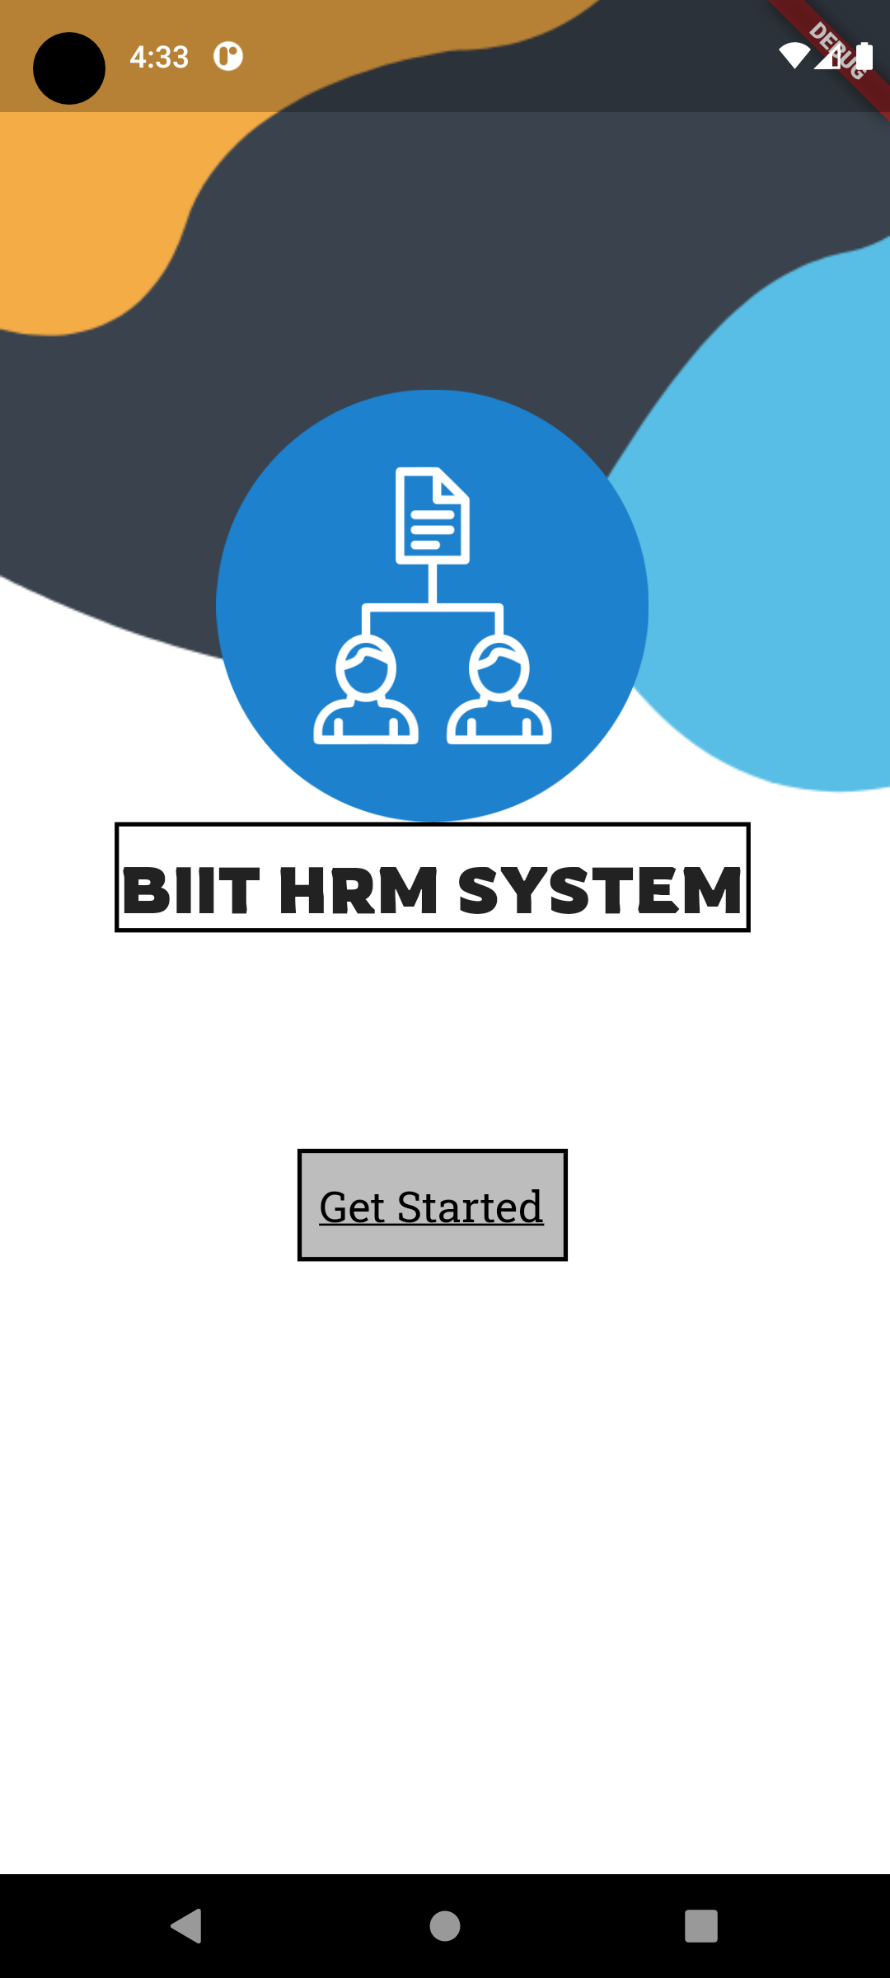 4:33
DEBUG
BIIT HRM SYSTEM
Get Started